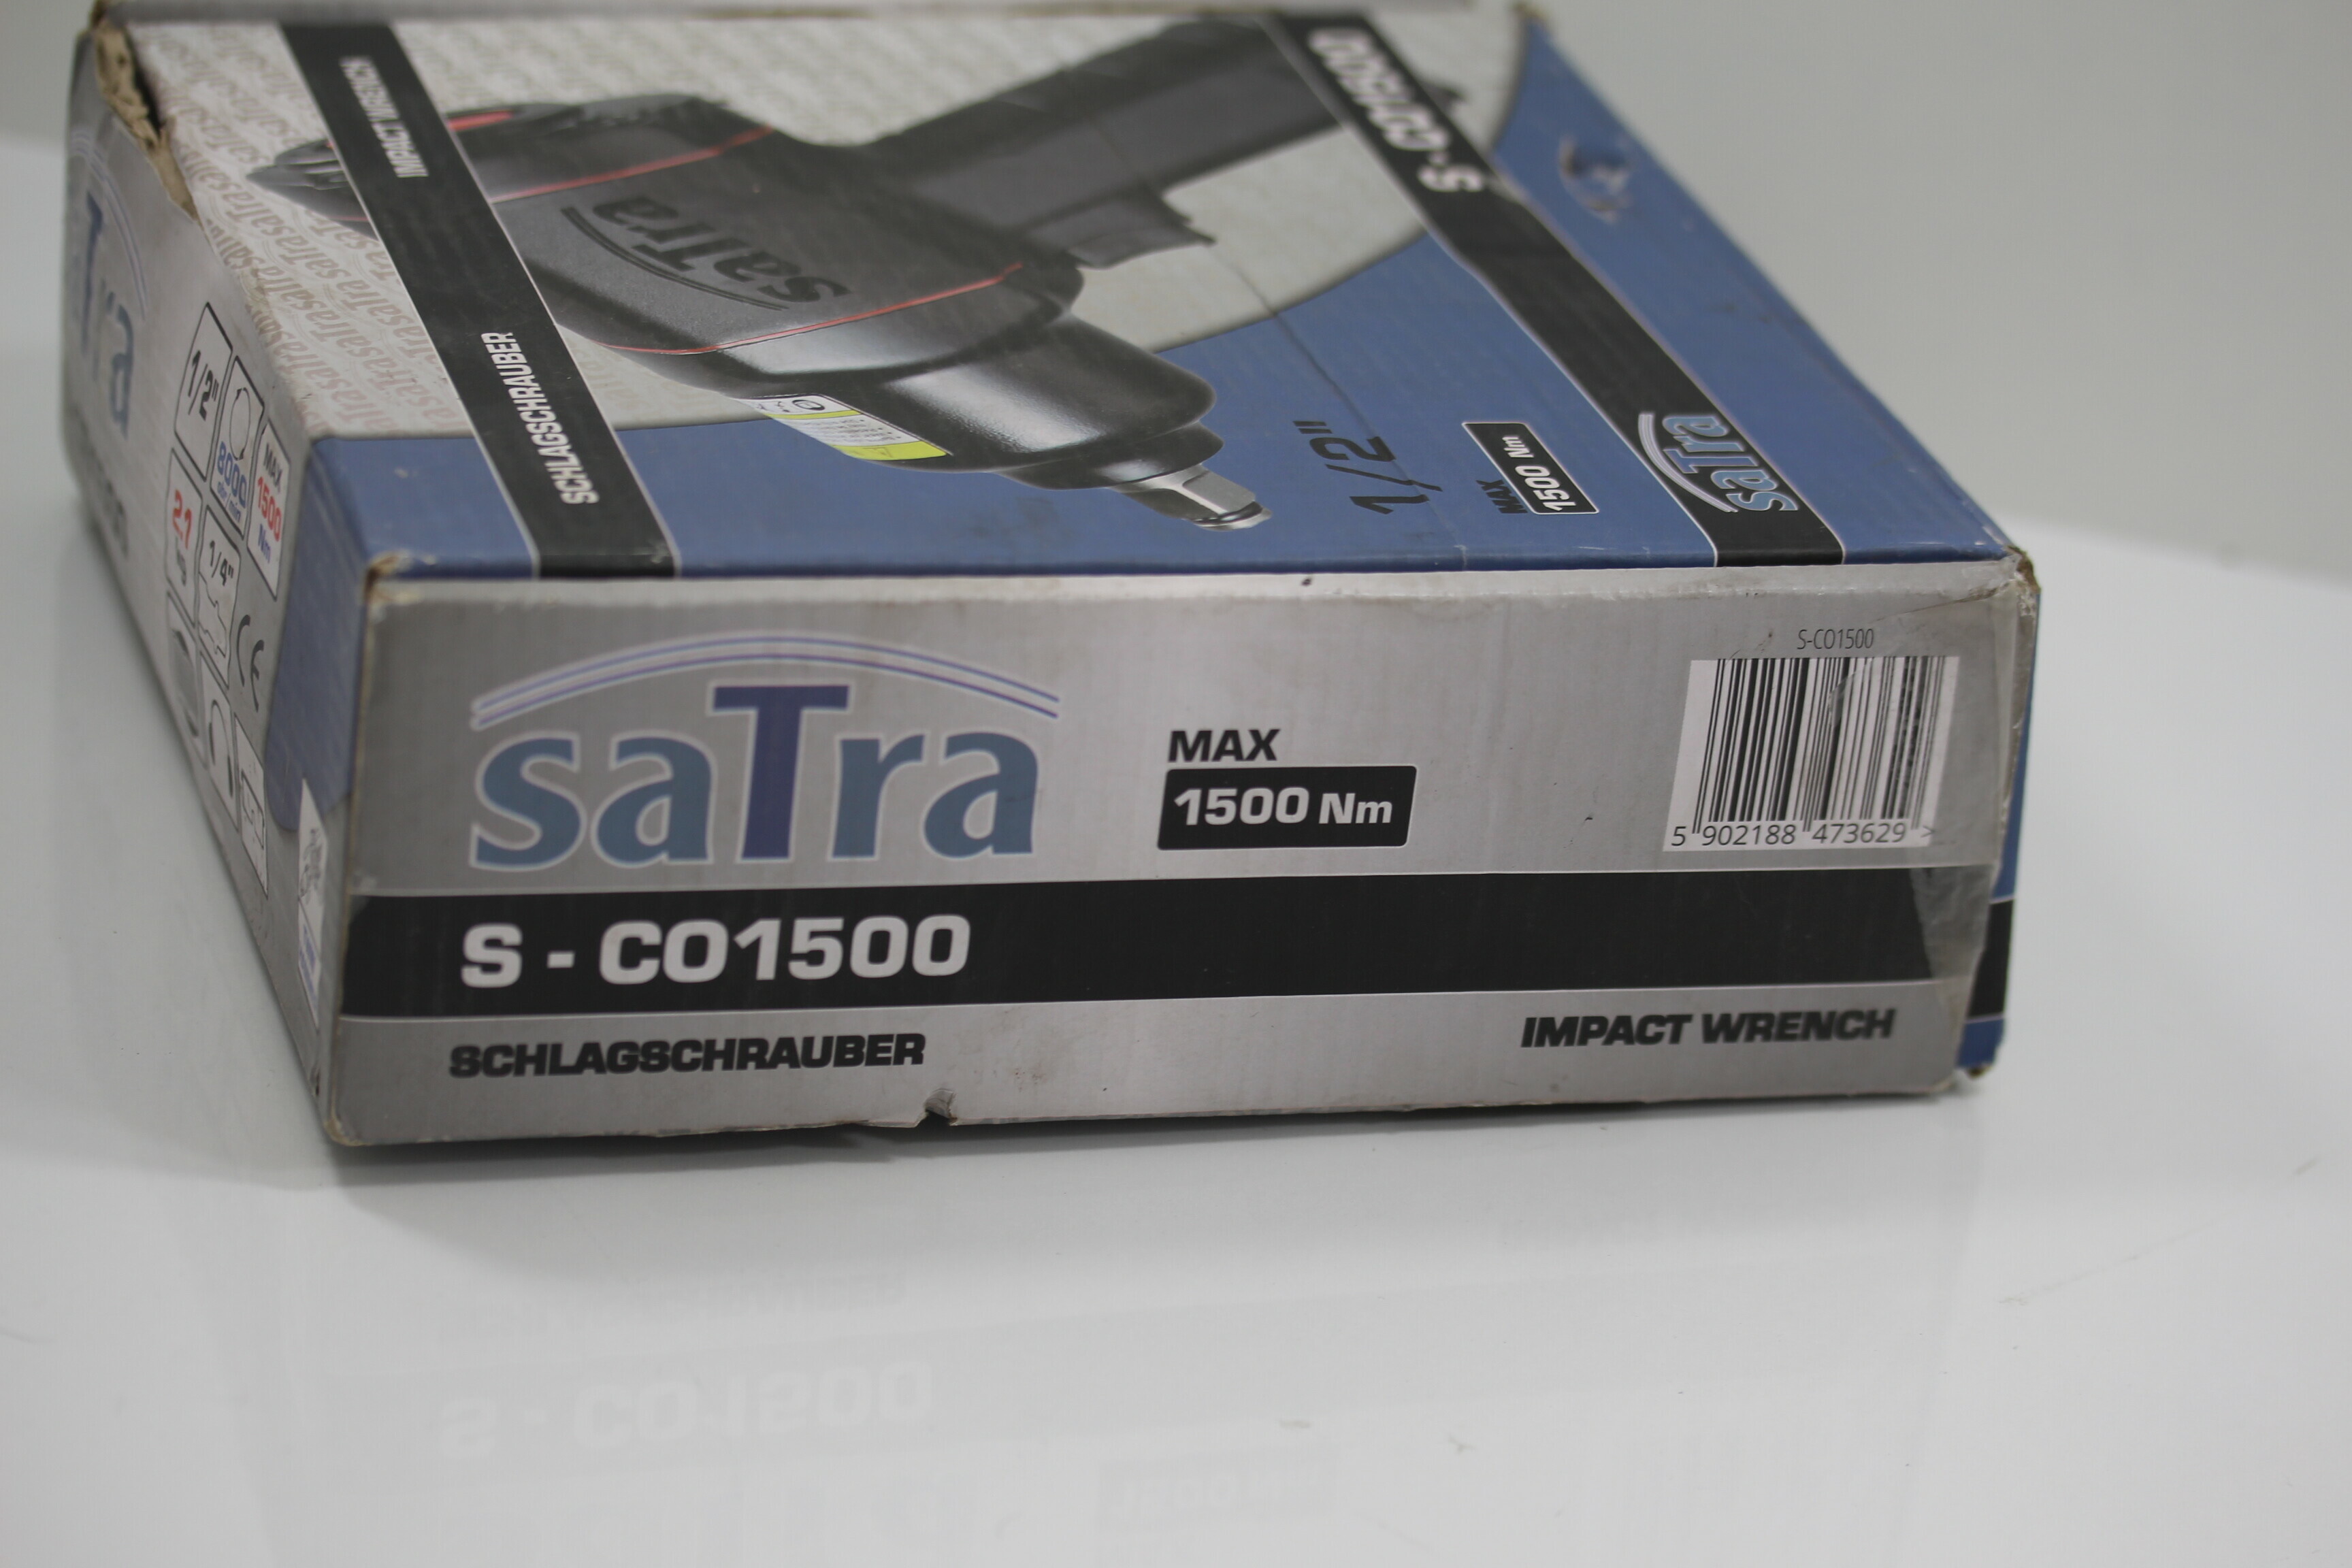 IMPACT WRENCH
SCHLAGSCHRAUBER
saTra
S - CO1500
1/2"
MAX
1500 Nm
saTra
1/2"
8000
MAX
1500
Nm
2.1
kg
1/4"
CE
saTra
MAX
1500 Nm
S-CO1500
5 902188 473629 >
S - CO1500
SCHLAGSCHRAUBER
IMPACT WRENCH